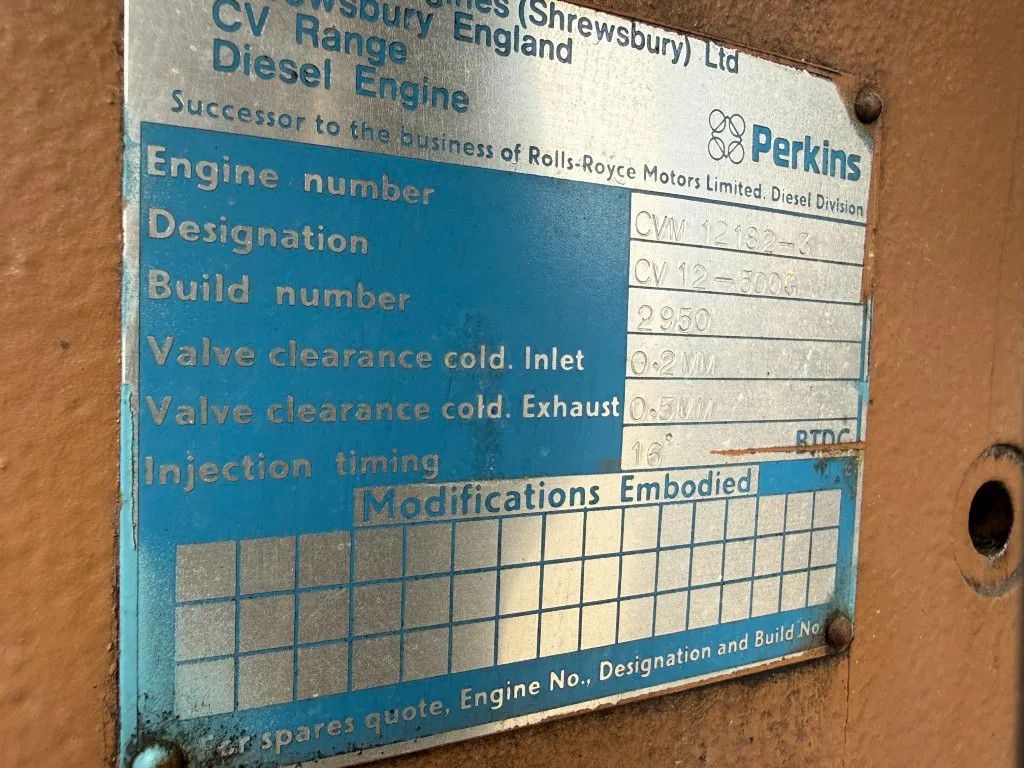 (Shrewsbury) Ltd
England
CV Range
Diesel Engine
Perkins
Successor to the business of Rolls-Royce Motors Limited. Diesel Division
Engine number CVM 12182-3
Designation CV 12-
Build number 2950
Valve clearance cold. Inlet 0.2MM
Valve clearance cold. Exhaust 0.5MM
Injection timing 16° BTDC
Modifications Embodied
For spares quote, Engine No., Designation and Build No